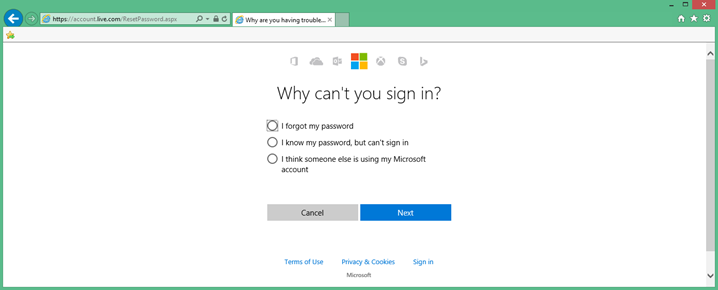 https://account.live.com/ResetPassword.aspx
Why are you having trouble...
Why can't you sign in?
I forgot my password
I know my password, but can't sign in
I think someone else is using my Microsoft
account
Cancel
Next
Terms of Use
Privacy & Cookies
Sign in
Microsoft